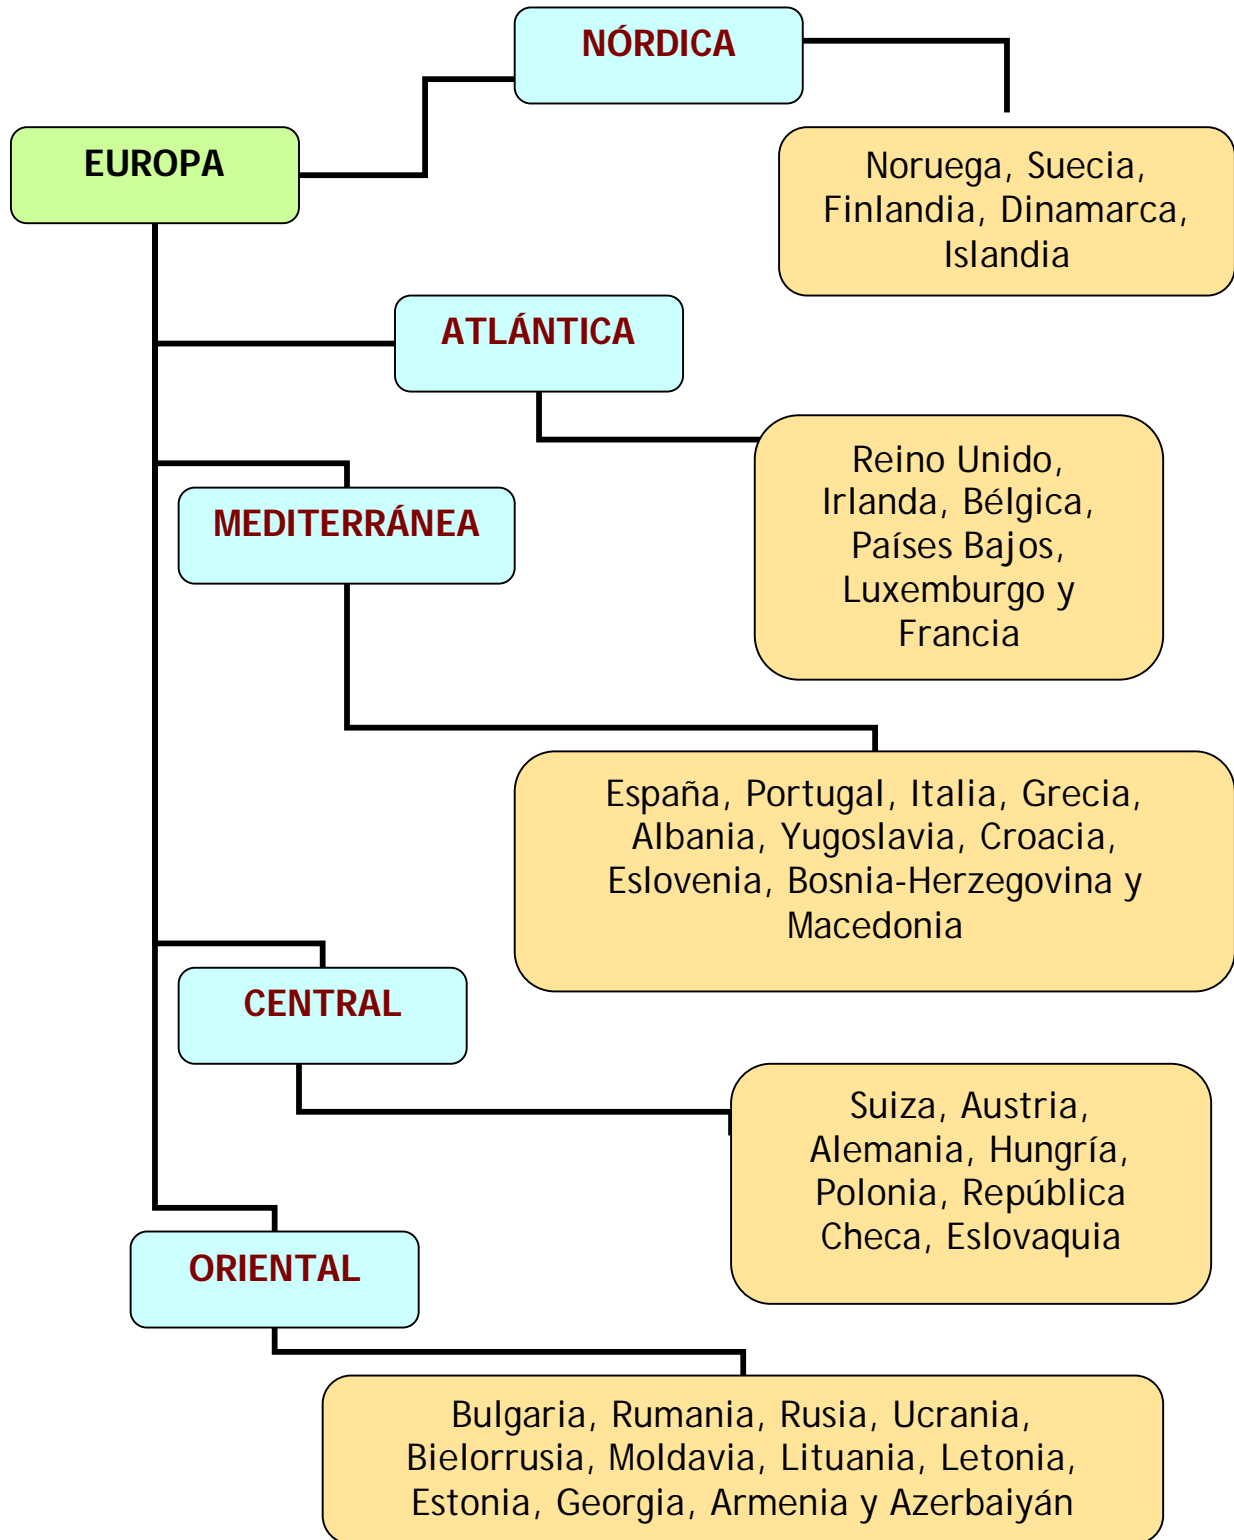 NÓRDICA
EUROPA
Noruega, Suecia,
Finlandia, Dinamarca,
Islandia
ATLÁNTICA
Reino Unido,
Irlanda, Bélgica,
Países Bajos,
Luxemburgo y
Francia
MEDITERRÁNEA
España, Portugal, Italia, Grecia,
Albania, Yugoslavia, Croacia,
Eslovenia, Bosnia-Herzegovina y
Macedonia
CENTRAL
Suiza, Austria,
Alemania, Hungría,
Polonia, República
Checa, Eslovaquia
ORIENTAL
Bulgaria, Rumania, Rusia, Ucrania,
Bielorrusia, Moldavia, Lituania, Letonia,
Estonia, Georgia, Armenia y Azerbaiyán